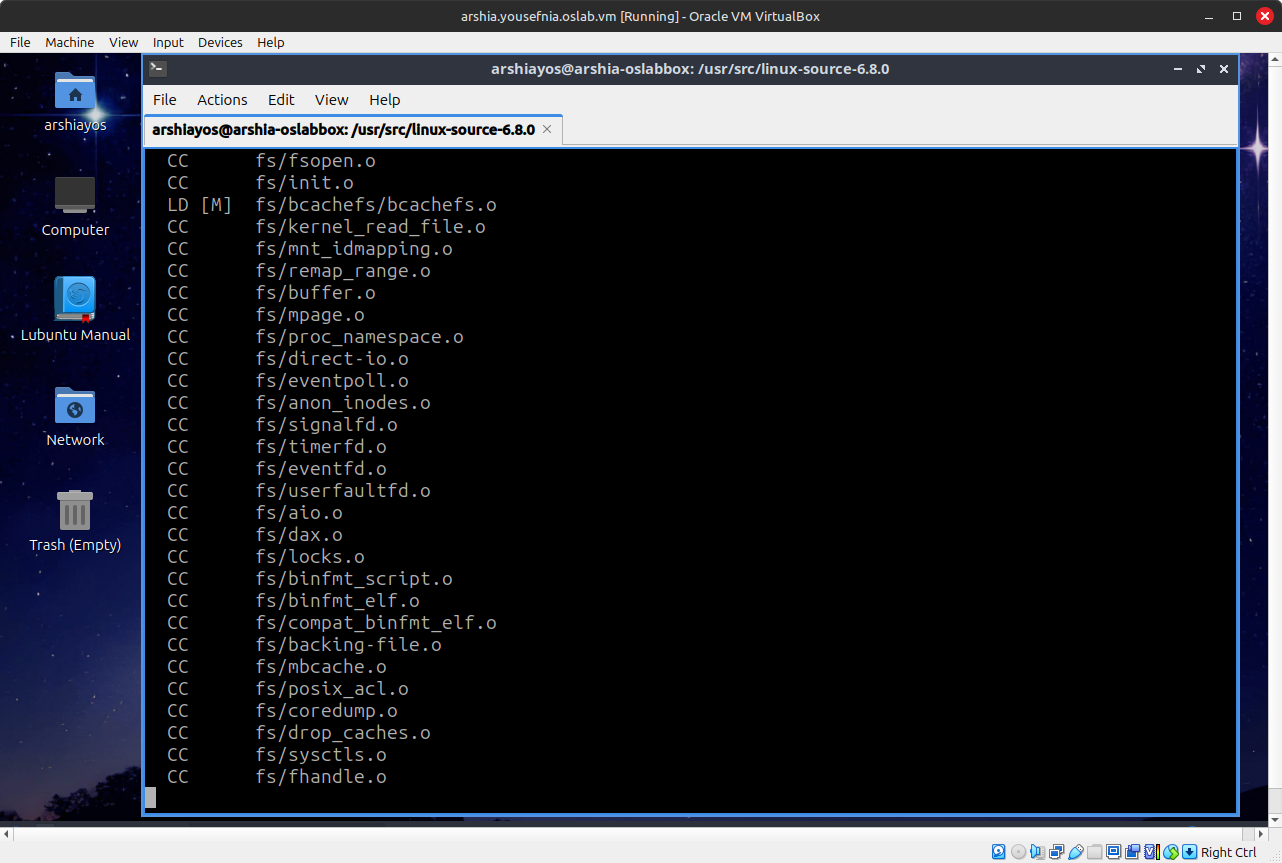 arshia.yousefnia.oslab.vm [Running] - Oracle VM VirtualBox
File Machine View Input Devices Help
arshiayos@arshia-oslabbox: /usr/src/linux-source-6.8.0
File Actions Edit View Help
arshiayos@arshia-oslabbox: /usr/src/linux-source-6.8.0
arshiayos
Computer
Lubuntu Manual
Network
Trash (Empty)
CC fs/fsopen.o
CC fs/init.o
LD [M] fs/bcachefs/bcachefs.o
CC fs/kernel_read_file.o
CC fs/mnt_idmapping.o
CC fs/remap_range.o
CC fs/buffer.o
CC fs/mpage.o
CC fs/proc_namespace.o
CC fs/direct-io.o
CC fs/eventpoll.o
CC fs/anon_inodes.o
CC fs/signalfd.o
CC fs/timerfd.o
CC fs/eventfd.o
CC fs/userfaultfd.o
CC fs/aio.o
CC fs/dax.o
CC fs/locks.o
CC fs/binfmt_script.o
CC fs/binfmt_elf.o
CC fs/compat_binfmt_elf.o
CC fs/backing-file.o
CC fs/mbcache.o
CC fs/posix_acl.o
CC fs/coredump.o
CC fs/drop_caches.o
CC fs/sysctls.o
CC fs/fhandle.o
Right Ctrl